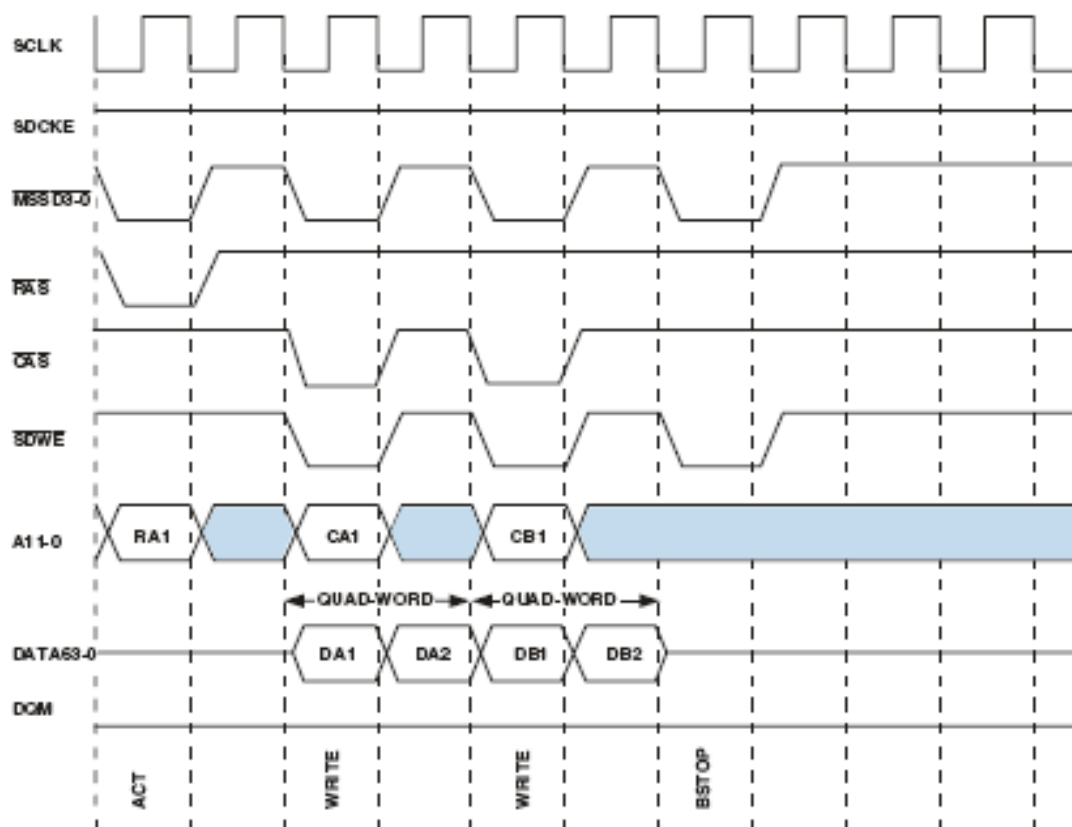 SCLK
SDCKE
MSSD3-0
RAS
CAS
SDWE
A11-0
RA1 CA1 CB1
QUAD-WORD QUAD-WORD
DATA63-0
DA1 DA2 DB1 DB2
DQM
ACT WRITE WRITE BSTOP